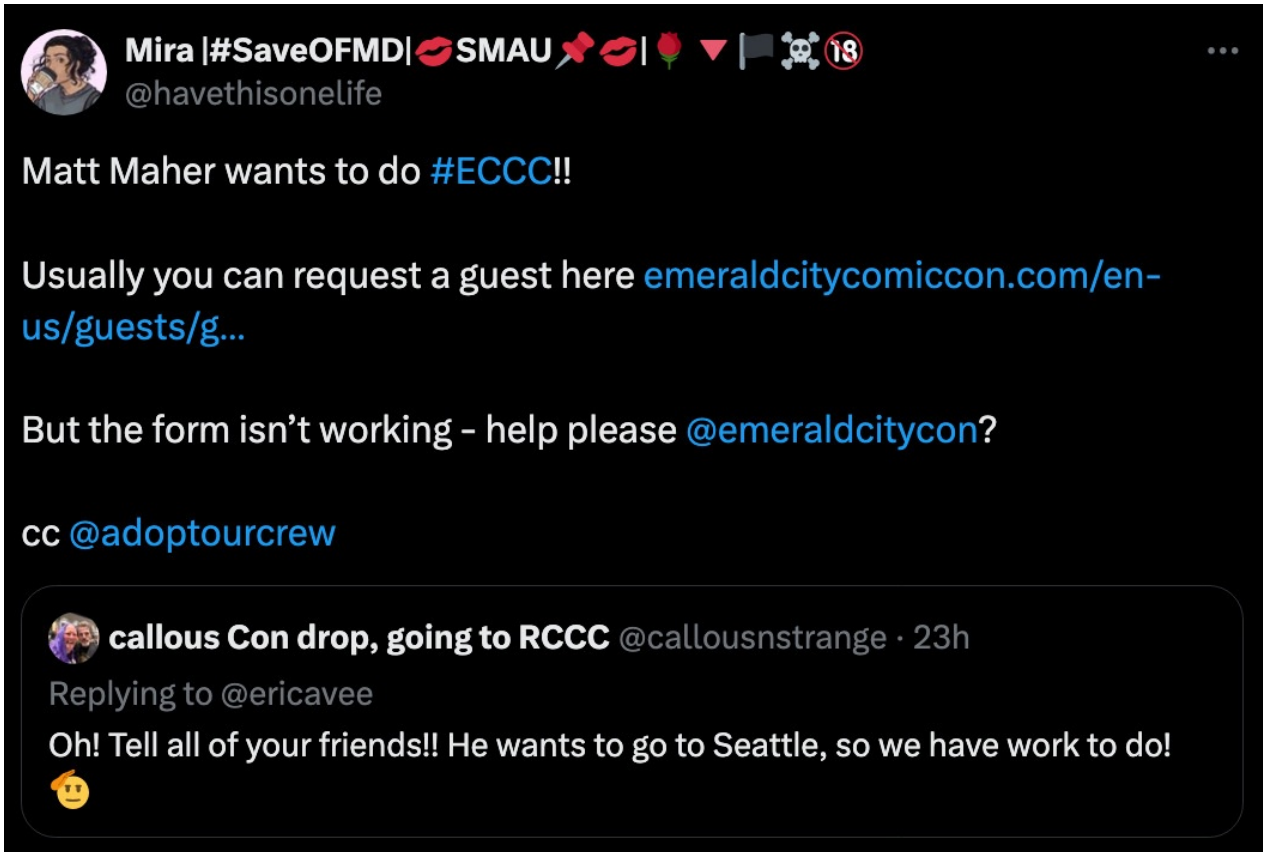 Mira |#SaveOFMD|💋SMAU📌💋|🌹🔻🏴☠️🔞
@havethisonelife
Matt Maher wants to do #ECCC!!
Usually you can request a guest here emeraldcitycomiccon.com/en-
us/guests/g...
But the form isn’t working - help please @emeraldcitycon?
cc @adoptourcrew
callous Con drop, going to RCCC @callousnstrange · 23h
Replying to @ericavee
Oh! Tell all of your friends!! He wants to go to Seattle, so we have work to do!
🫡